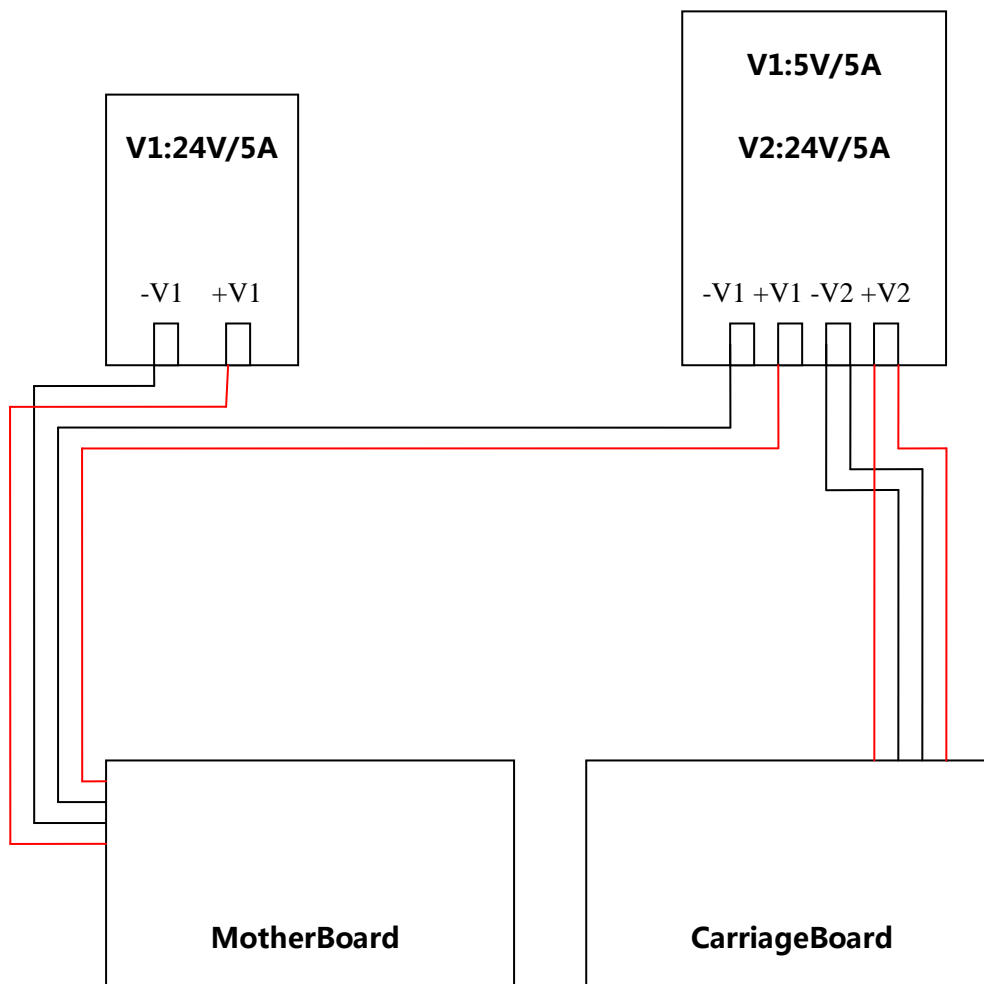 V1:24V/5A
-V1 +V1
V1:5V/5A
V2:24V/5A
-V1 +V1 -V2 +V2
MotherBoard
CarriageBoard